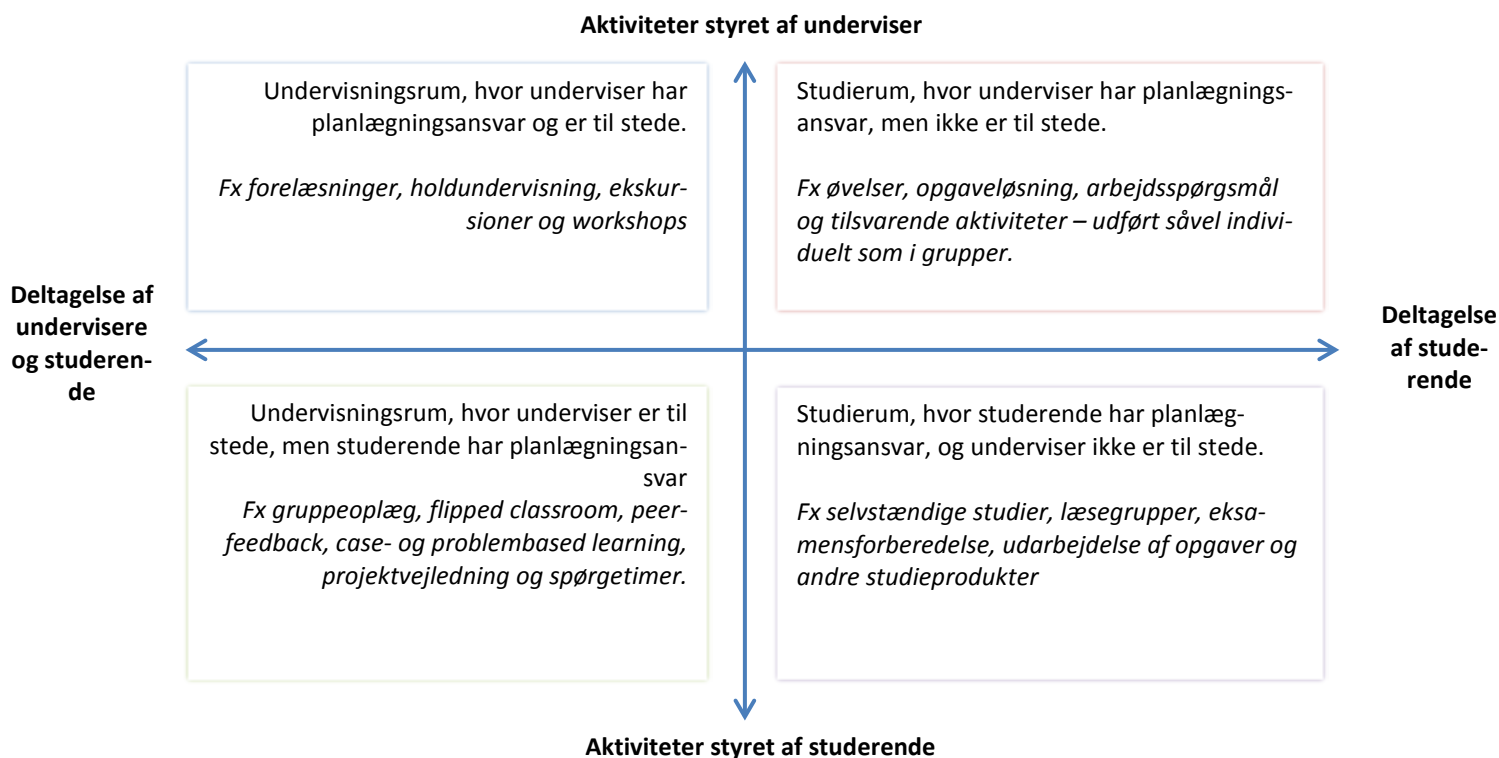 Aktiviteter styret af underviser
Undervisningsrum, hvor underviser har
planlægningsansvar og er til stede.
Fx forelæsninger, holdundervisning, ekskur-
sioner og workshops
Studierum, hvor underviser har planlægnings-
ansvar, men ikke er til stede.
Fx øvelser, opgaveløsning, arbejdsspørgsmål
og tilsvarende aktiviteter – udført såvel indivi-
duelt som i grupper.
Deltagelse af
undervisere
og studeren-
de
Deltagelse
af stude-
rende
Undervisningsrum, hvor underviser er til
stede, men studerende har planlægningsan-
svar
Fx gruppeoplæg, flipped classroom, peer-
feedback, case- og problembased learning,
projektvejledning og spørgetimer.
Studierum, hvor studerende har planlæg-
ningsansvar, og underviser ikke er til stede.
Fx selvstændige studier, læsegrupper, eksa-
mensforberedelse, udarbejdelse af opgaver og
andre studieprodukter
Aktiviteter styret af studerende